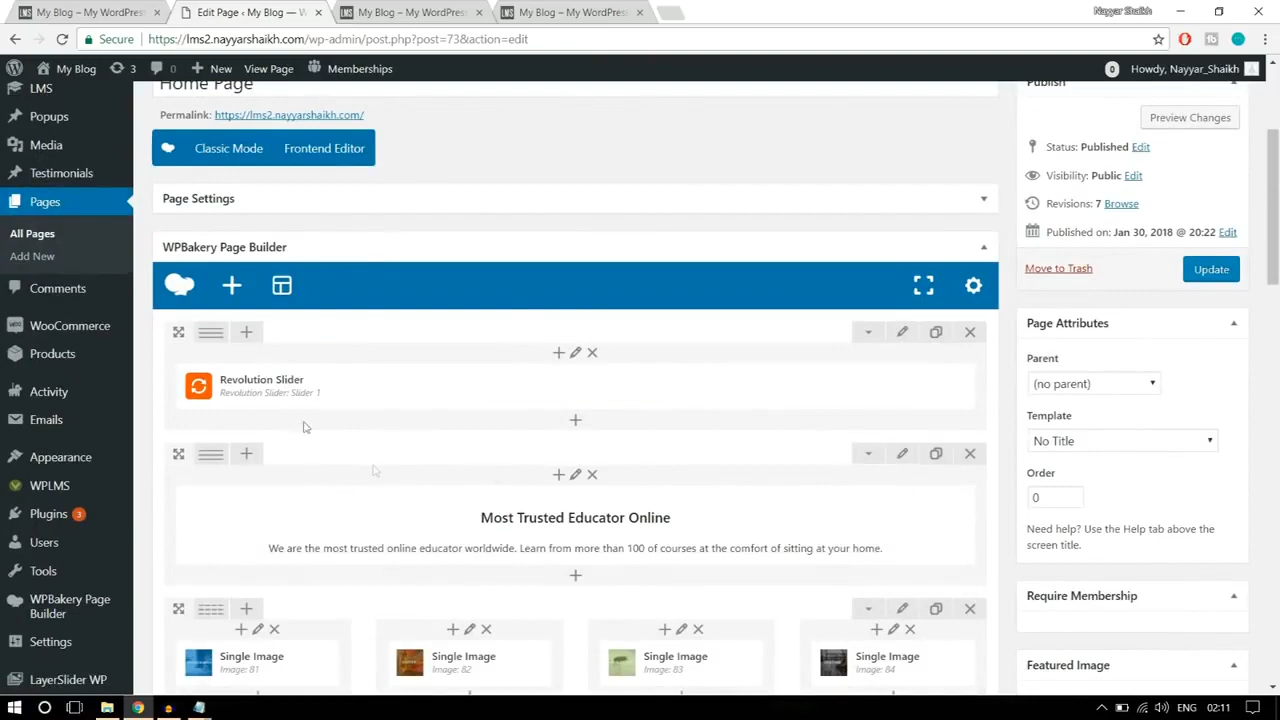 My Blog – My WordPres
Edit Page ‹ My Blog —
My Blog – My WordPress
My Blog – My WordPress
Nayyar Shaikh
Secure
https://lms2.nayyarshaikh.com/wp-admin/post.php?post=73&action=edit
My Blog
3
0
New
View Page
Memberships
0
Howdy, Nayyar_Shaikh
LMS
Popups
Media
Testimonials
Pages
All Pages
Add New
Comments
WooCommerce
Products
Activity
Emails
Appearance
WPLMS
Plugins 3
Users
Tools
WPBakery Page
Builder
Settings
LayerSlider WP
Home Page
Permalink: https://lms2.nayyarshaikh.com/
Classic Mode
Frontend Editor
Page Settings
WPBakery Page Builder
Revolution Slider
Revolution Slider: Slider 1
Most Trusted Educator Online
We are the most trusted online educator worldwide. Learn from more than 100 of courses at the comfort of sitting at your home.
Single Image
Image: 81
Single Image
Image: 82
Single Image
Image: 83
Single Image
Image: 84
Publish
Preview Changes
Status: Published Edit
Visibility: Public Edit
Revisions: 7 Browse
Published on: Jan 30, 2018 @ 20:22 Edit
Move to Trash
Update
Page Attributes
Parent
(no parent)
Template
No Title
Order
0
Need help? Use the Help tab above the
screen title.
Require Membership
Featured Image
ENG
02:11